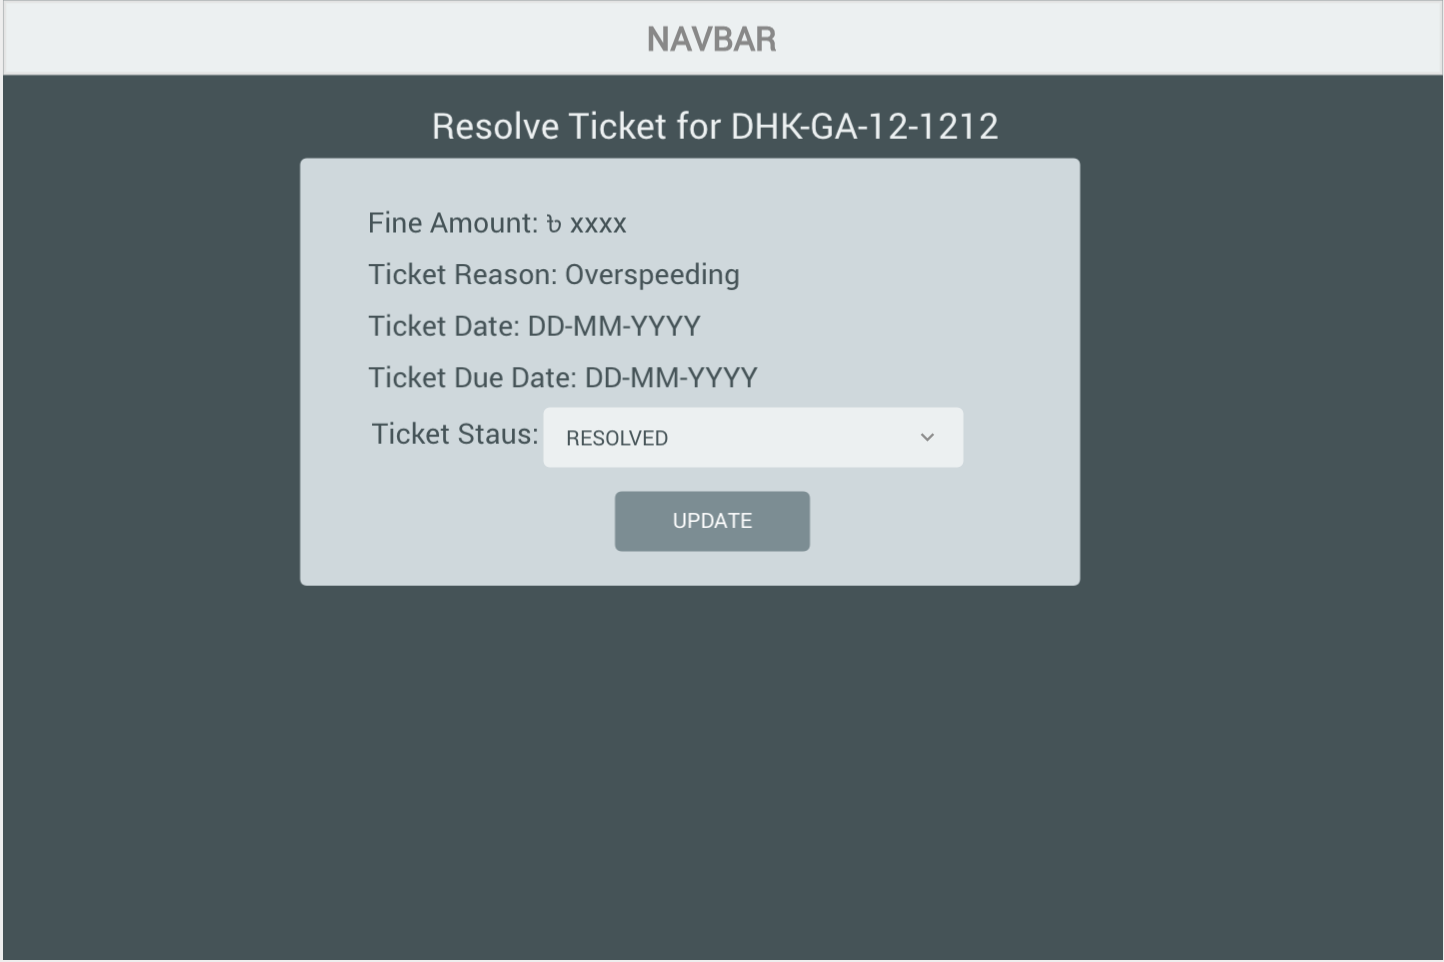 NAVBAR
Resolve Ticket for DHK-GA-12-1212
Fine Amount: ৳ xxxx
Ticket Reason: Overspeeding
Ticket Date: DD-MM-YYYY
Ticket Due Date: DD-MM-YYYY
Ticket Staus: RESOLVED
UPDATE